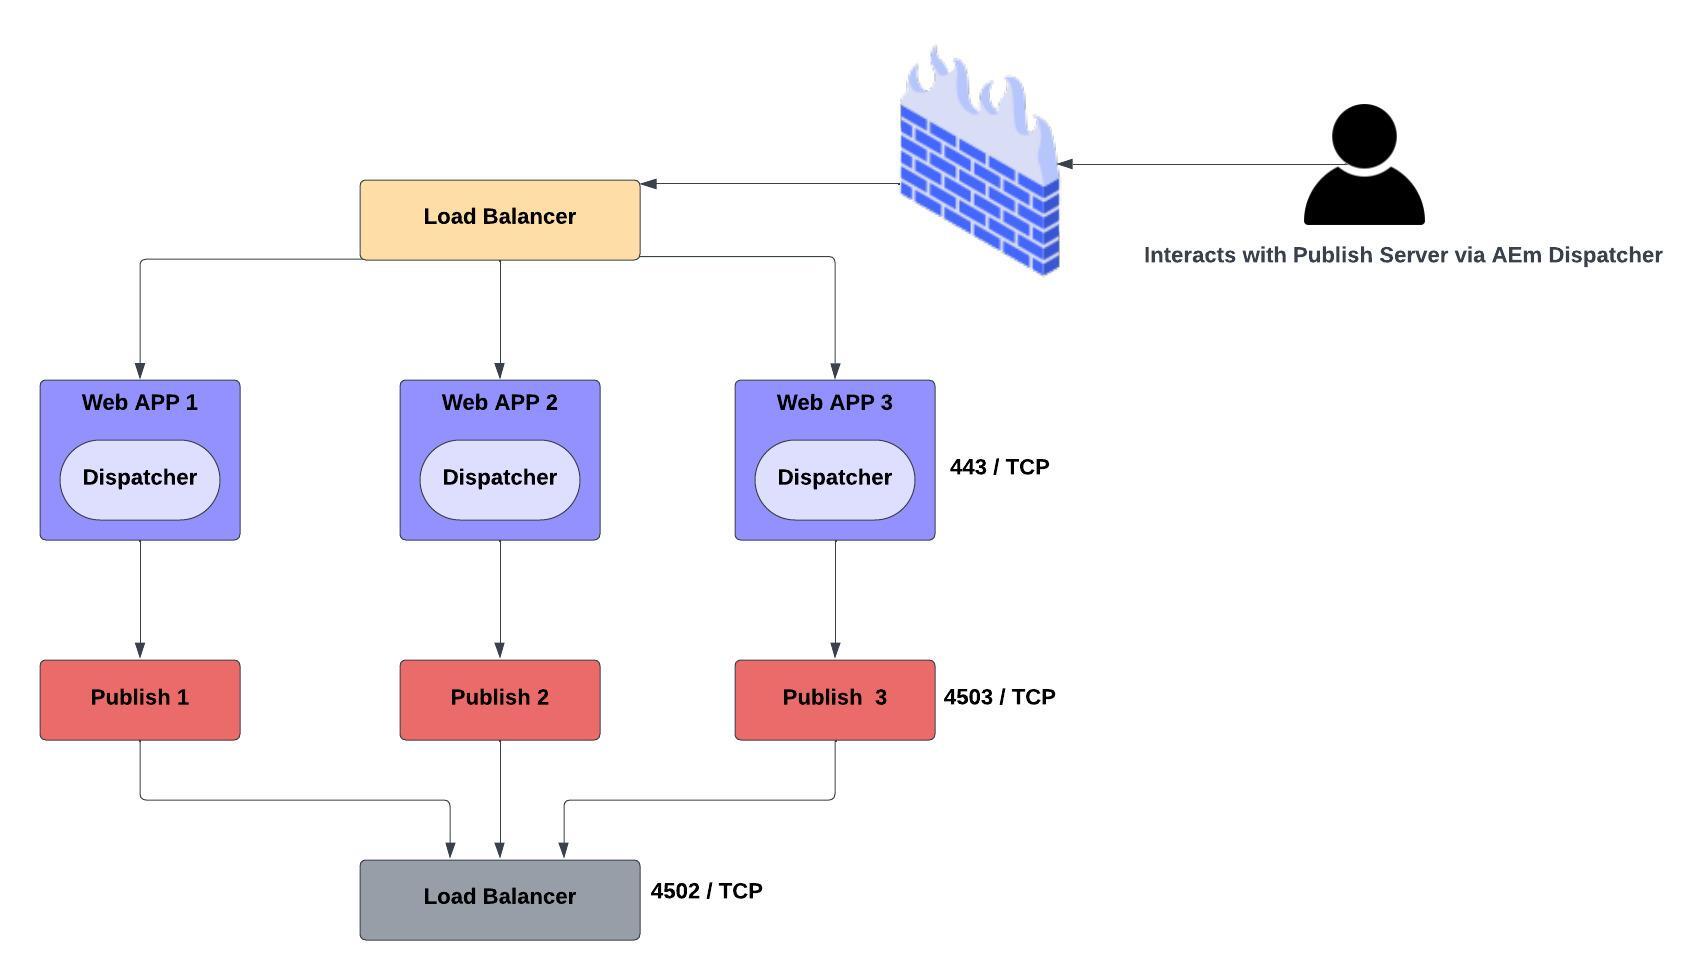 Load Balancer
Interacts with Publish Server via AEm Dispatcher
Web APP 1
Web APP 2
Web APP 3
Dispatcher
Dispatcher
Dispatcher
443 / TCP
Publish 1
Publish 2
Publish  3
4503 / TCP
Load Balancer
4502 / TCP